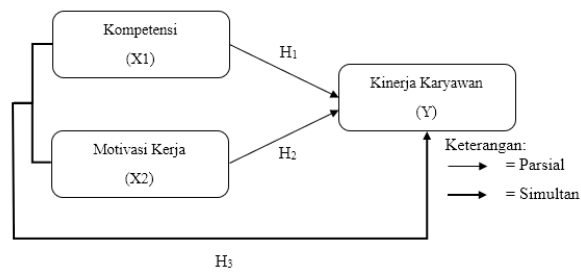 Kompetensi
(X1)
H1
Kinerja Karyawan
(Y)
Motivasi Kerja
(X2)
H2
Keterangan:
= Parsial
= Simultan
H3